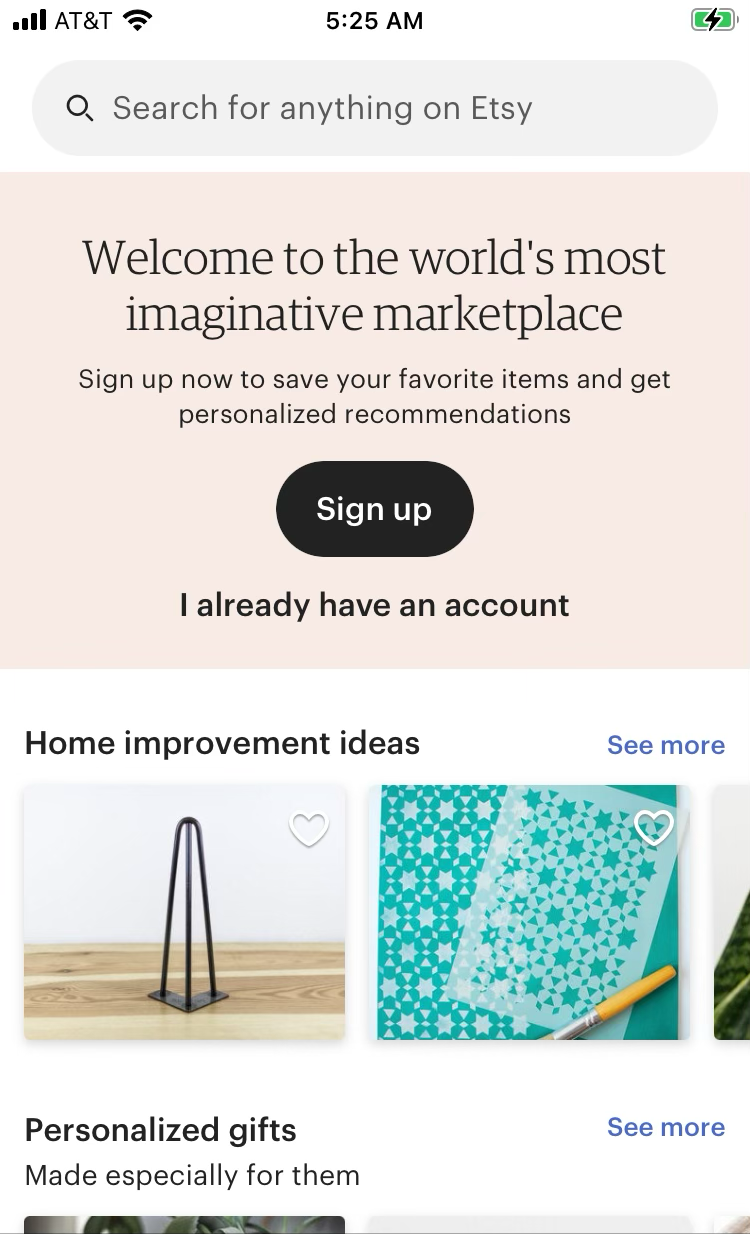 AT&T
5:25 AM
Search for anything on Etsy
Welcome to the world's most
imaginative marketplace
Sign up now to save your favorite items and get
personalized recommendations
Sign up
I already have an account
Home improvement ideas
See more
Personalized gifts
See more
Made especially for them